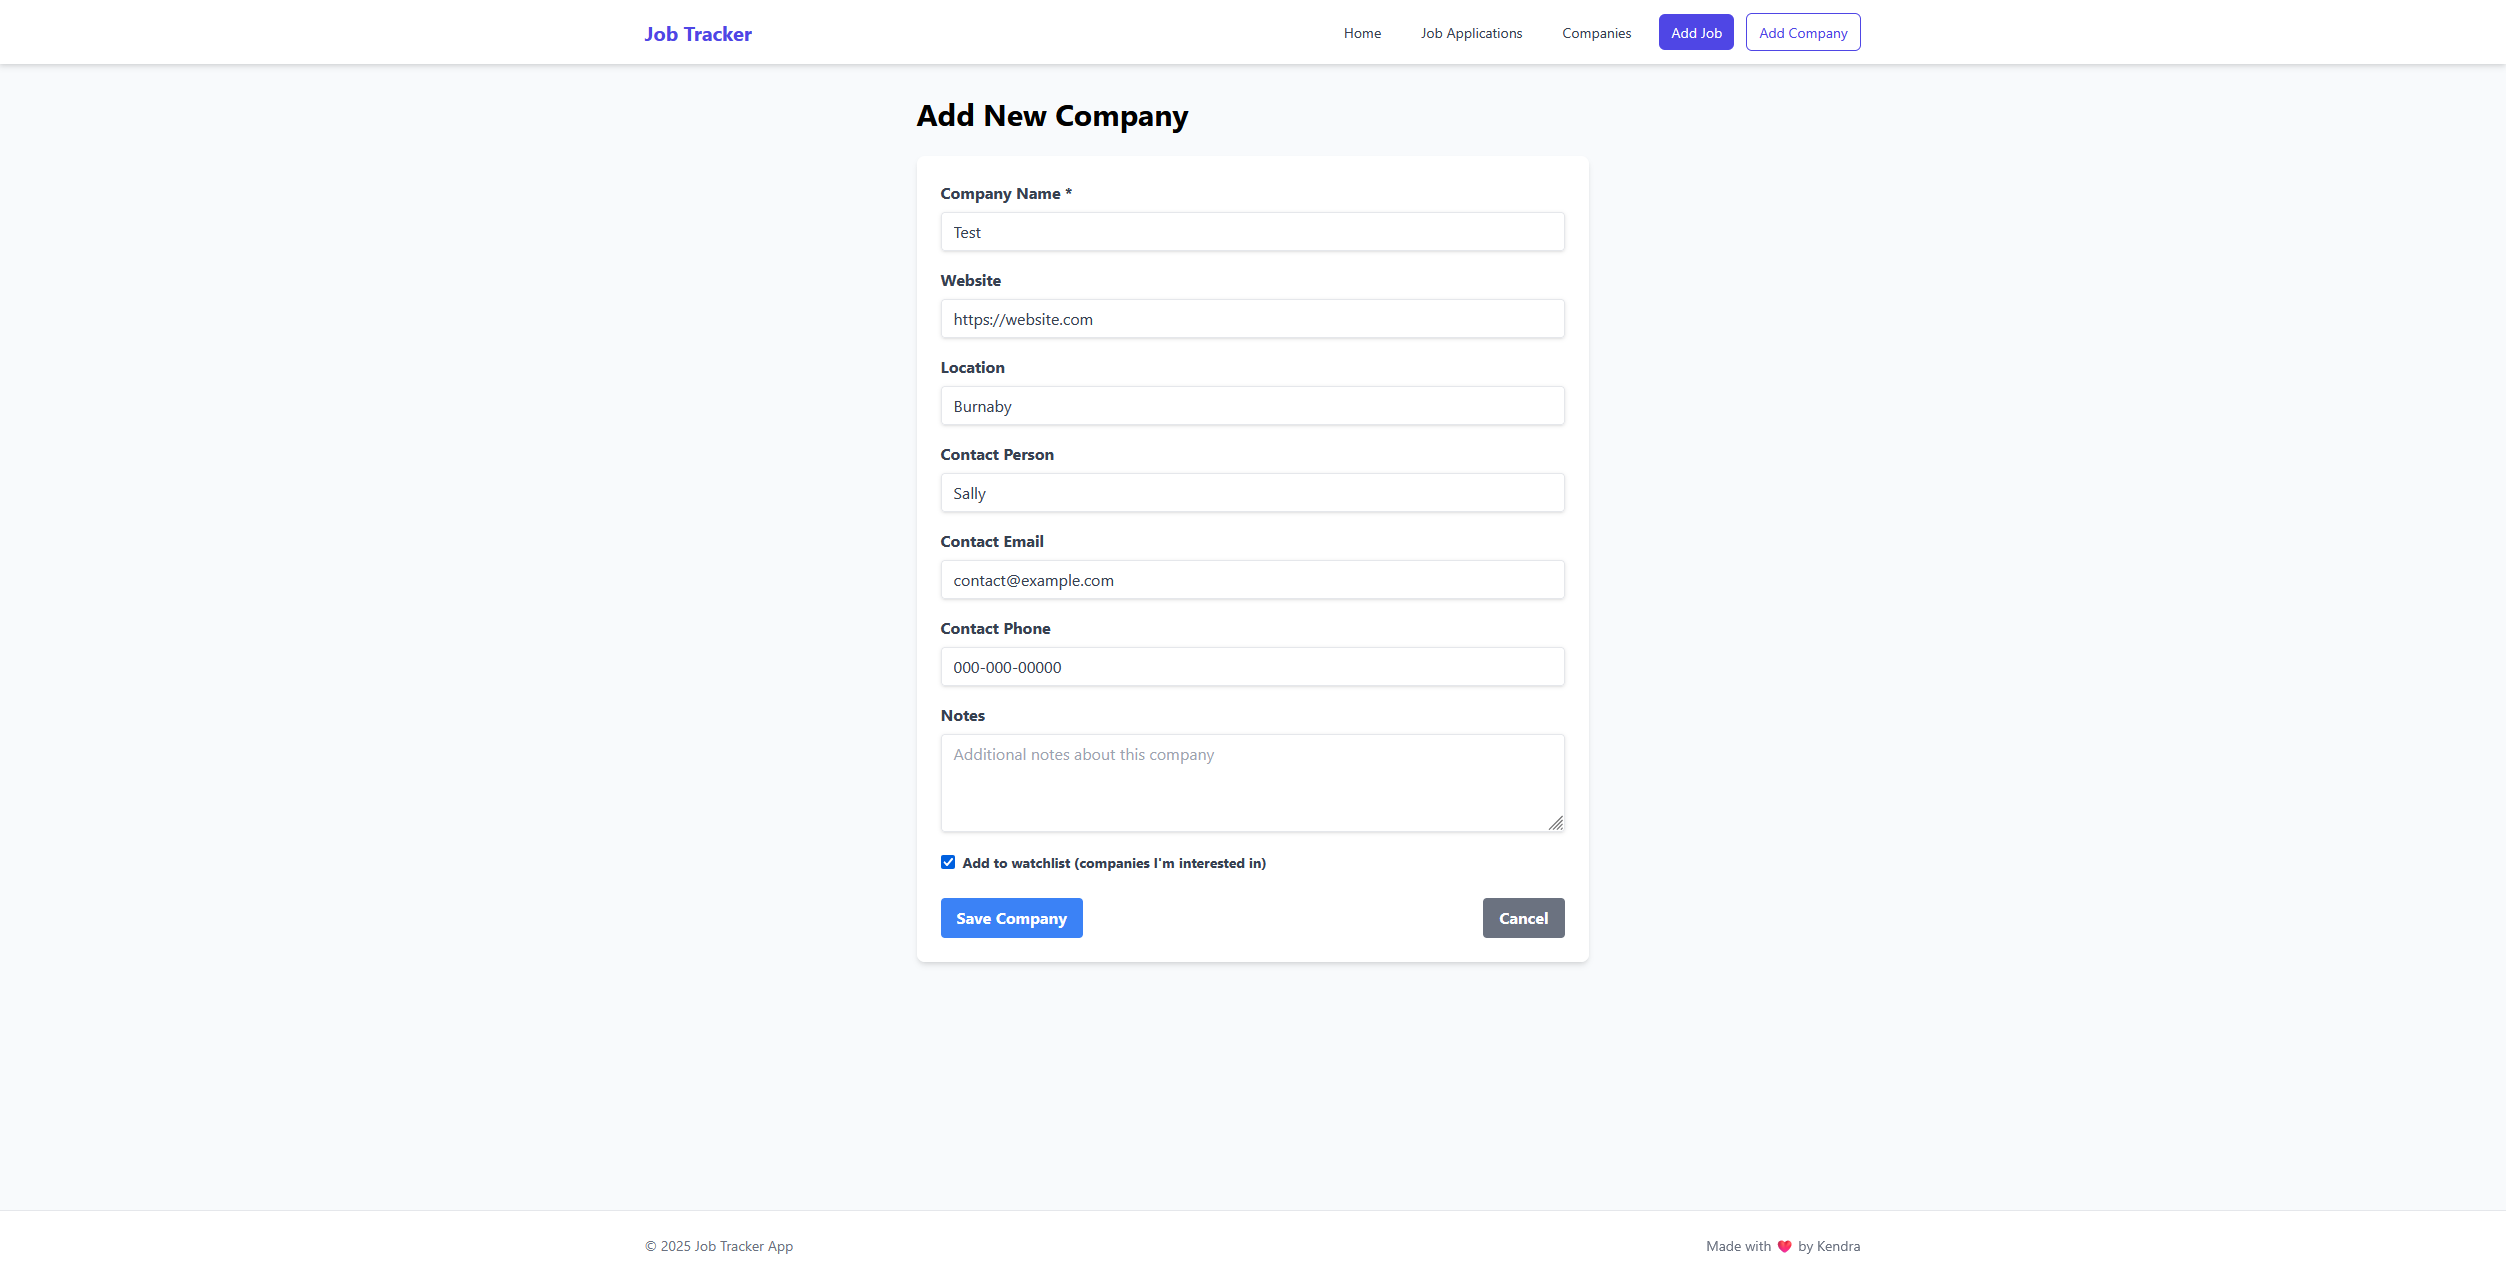 Job Tracker
Home
Job Applications
Companies
Add Job
Add Company
Add New Company
Company Name *
Test
Website
https://website.com
Location
Burnaby
Contact Person
Sally
Contact Email
contact@example.com
Contact Phone
000-000-00000
Notes
Additional notes about this company
Add to watchlist (companies I'm interested in)
Save Company
Cancel
© 2025 Job Tracker App
Made with ❤️ by Kendra